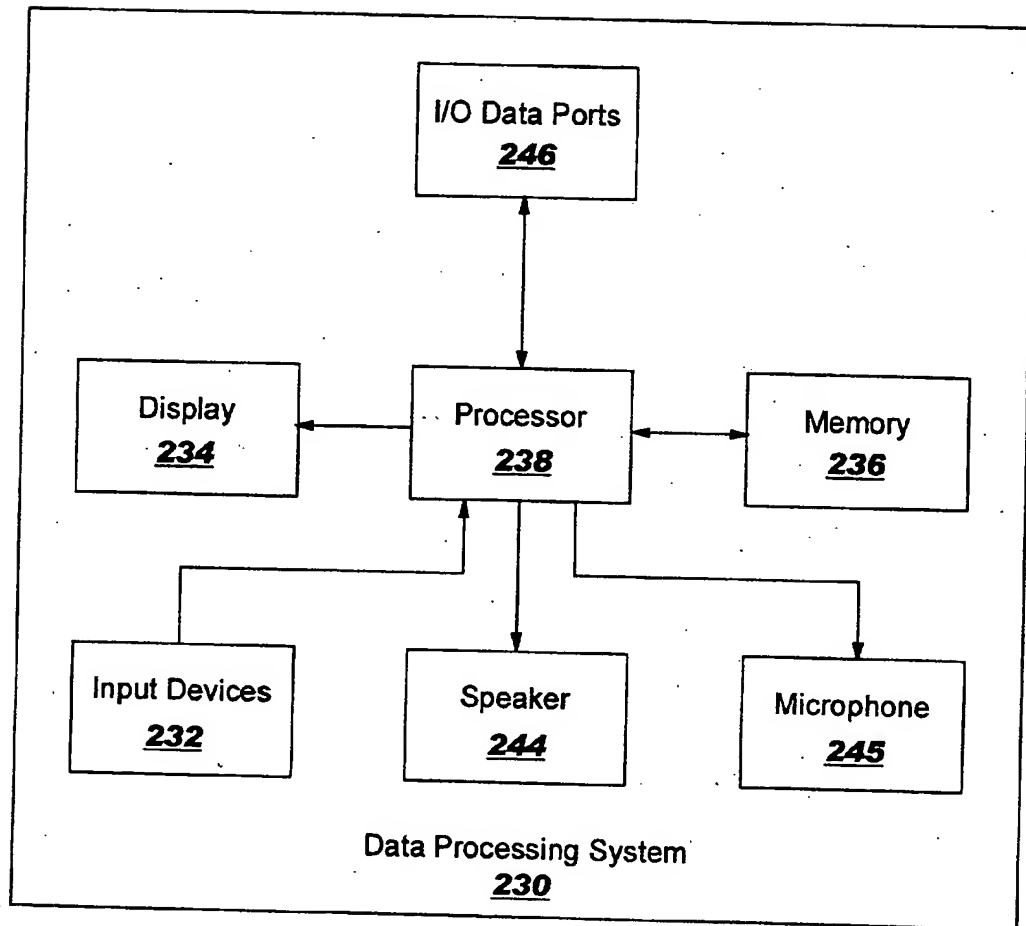 I/O Data Ports
246
Display
234
Processor
238
Memory
236
Input Devices
232
Speaker
244
Microphone
245
Data Processing System
230